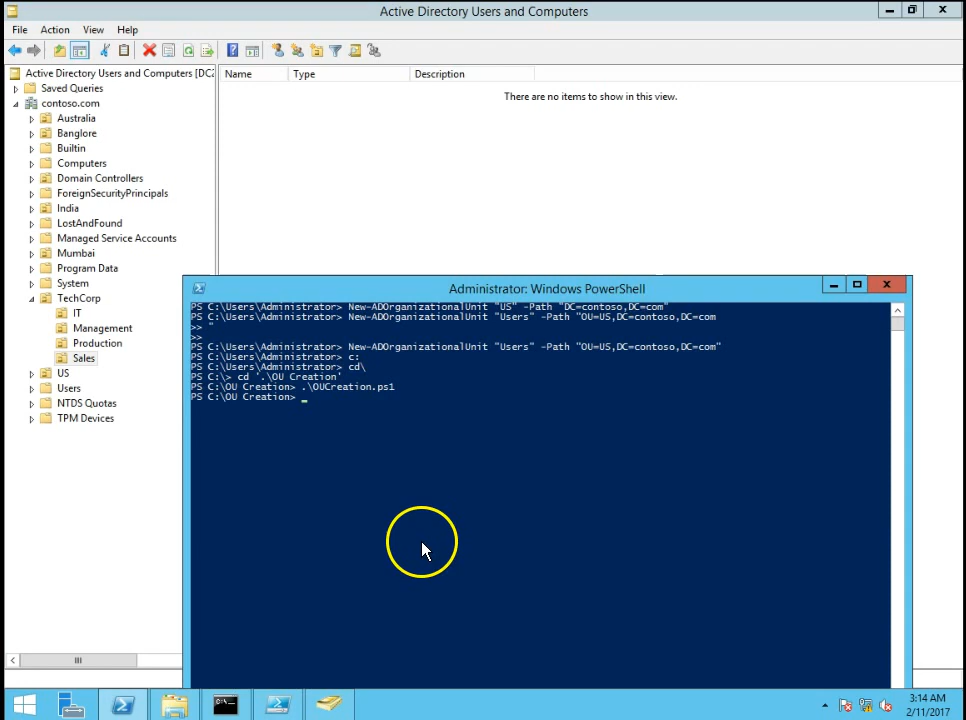 Active Directory Users and Computers
File Action View Help
Active Directory Users and Computers [DC2
Saved Queries
contoso.com
Australia
Banglore
Builtin
Computers
Domain Controllers
ForeignSecurityPrincipals
India
LostAndFound
Managed Service Accounts
Mumbai
Program Data
System
TechCorp
IT
Management
Production
Sales
US
Users
NTDS Quotas
TPM Devices
Name Type Description
There are no items to show in this view.
Administrator: Windows PowerShell
PS C:\Users\Administrator> New-ADOrganizationalUnit "US" -Path "DC=contoso,DC=com"
PS C:\Users\Administrator> New-ADOrganizationalUnit "Users" -Path "OU=US,DC=contoso,DC=com
>> "
>>
PS C:\Users\Administrator> New-ADOrganizationalUnit "Users" -Path "OU=US,DC=contoso,DC=com"
PS C:\Users\Administrator> c:
PS C:\Users\Administrator> cd\
PS C:\> cd '.\OU Creation'
PS C:\OU Creation> .\OUCreation.ps1
PS C:\OU Creation> _
3:14 AM
2/11/2017